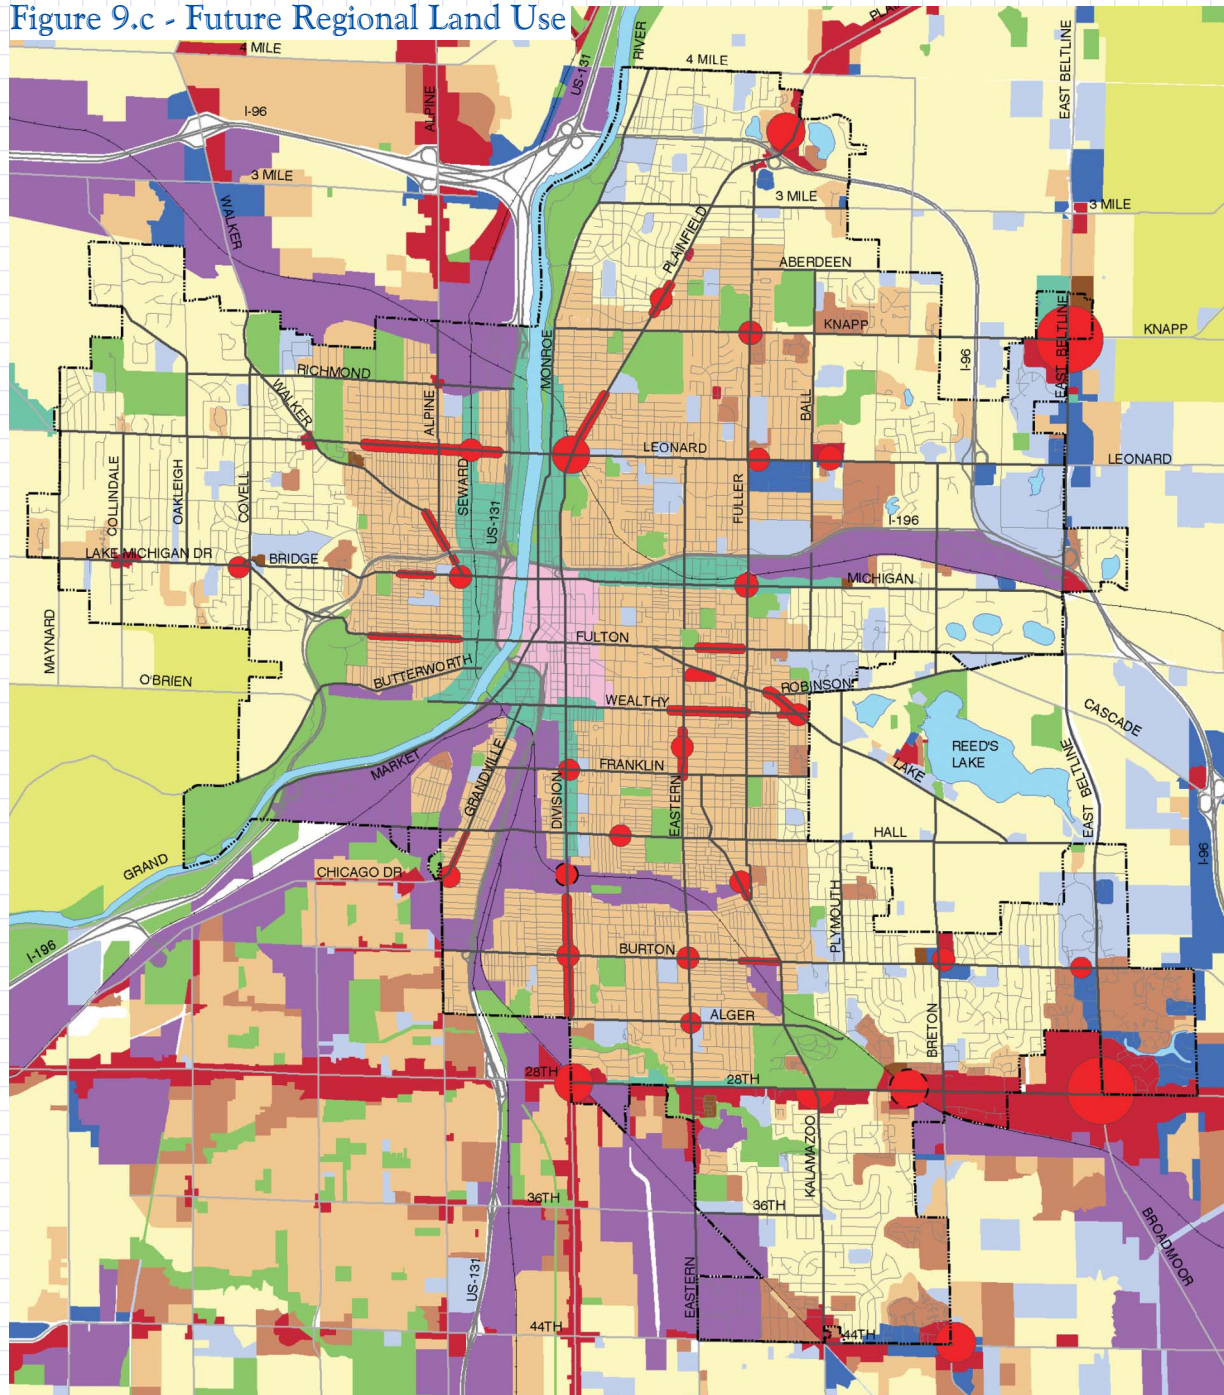 Figure 9.c - Future Regional Land Use
4 MILE
US-131
RIVER
4 MILE
EAST BELTLINE
I-96
ALPINE
3 MILE
WALKER
3 MILE
3 MILE
PLAINFIELD
ABERDEEN
KNAPP
KNAPP
EAST BELTLINE
MONROE
I-96
RICHMOND
WALKER
ALPINE
BALL
LEONARD
LEONARD
COLLINDALE
OAKLEIGH
COVELL
SEWARD
US-131
FULLER
I-196
LAKE MICHIGAN DR
BRIDGE
MICHIGAN
MAYNARD
FULTON
O'BRIEN
BUTTERWORTH
ROBINSON
WEALTHY
CASCADE
REED'S
LAKE
LAKE
MARKET
GRANDVILLE
FRANKLIN
DIVISION
EASTERN
EAST BELTLINE
HALL
GRAND
CHICAGO DR
I-96
PLYMOUTH
I-196
BURTON
ALGER
BRETON
28TH
28TH
KALAMAZOO
36TH
36TH
BROADMOOR
US-131
EASTERN
44TH
44TH